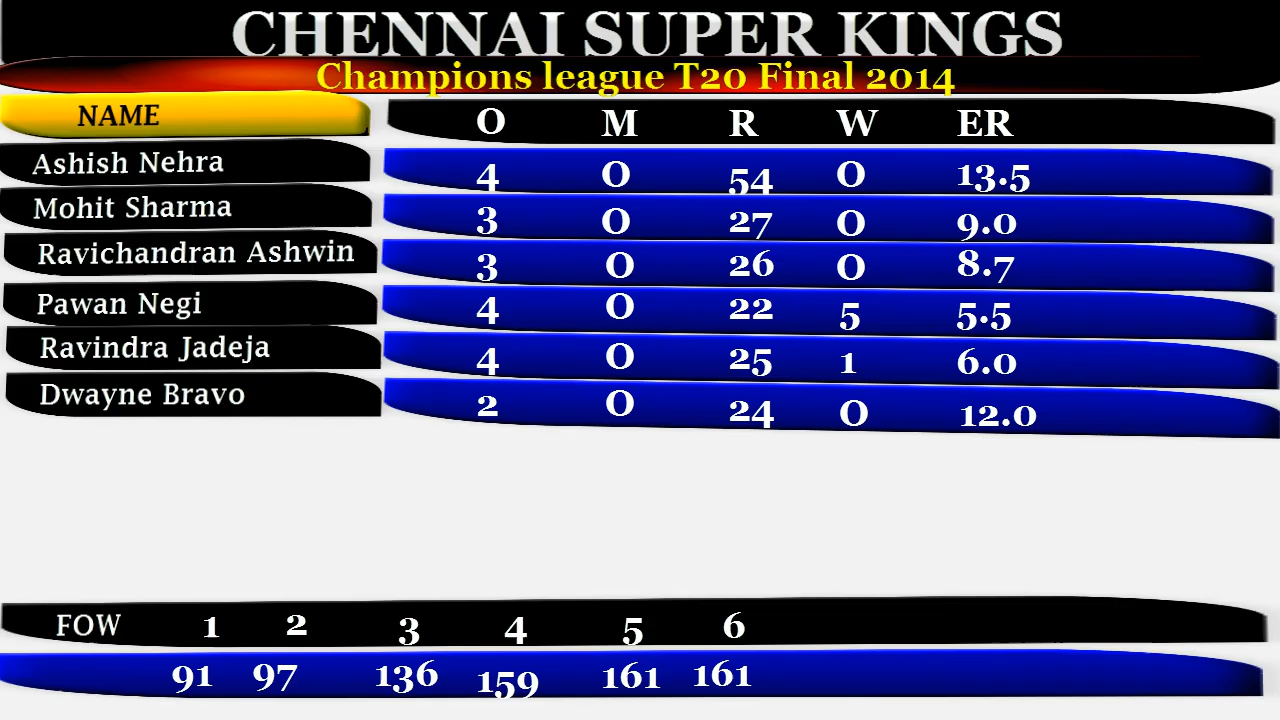 CHENNAI SUPER KINGS
Champions league T20 Final 2014
NAME O M R W ER
Ashish Nehra 4 0 54 0 13.5
Mohit Sharma 3 0 27 0 9.0
Ravichandran Ashwin 3 0 26 0 8.7
Pawan Negi 4 0 22 5 5.5
Ravindra Jadeja 4 0 25 1 6.0
Dwayne Bravo 2 0 24 0 12.0
FOW 1 2 3 4 5 6
91 97 136 159 161 161